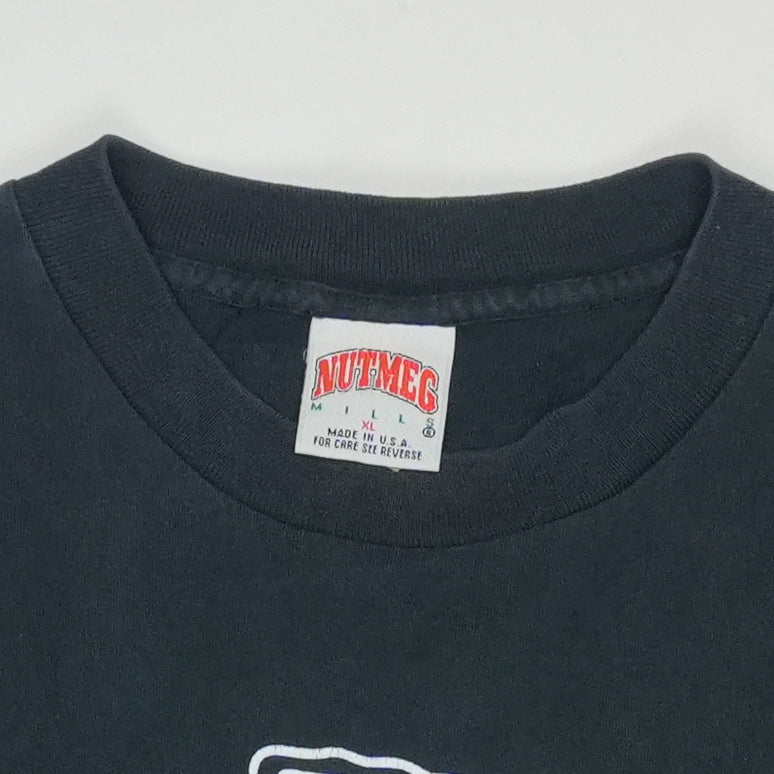 NUTMEG
MILLS
XL
®
MADE IN U.S.A.
FOR CARE SEE REVERSE